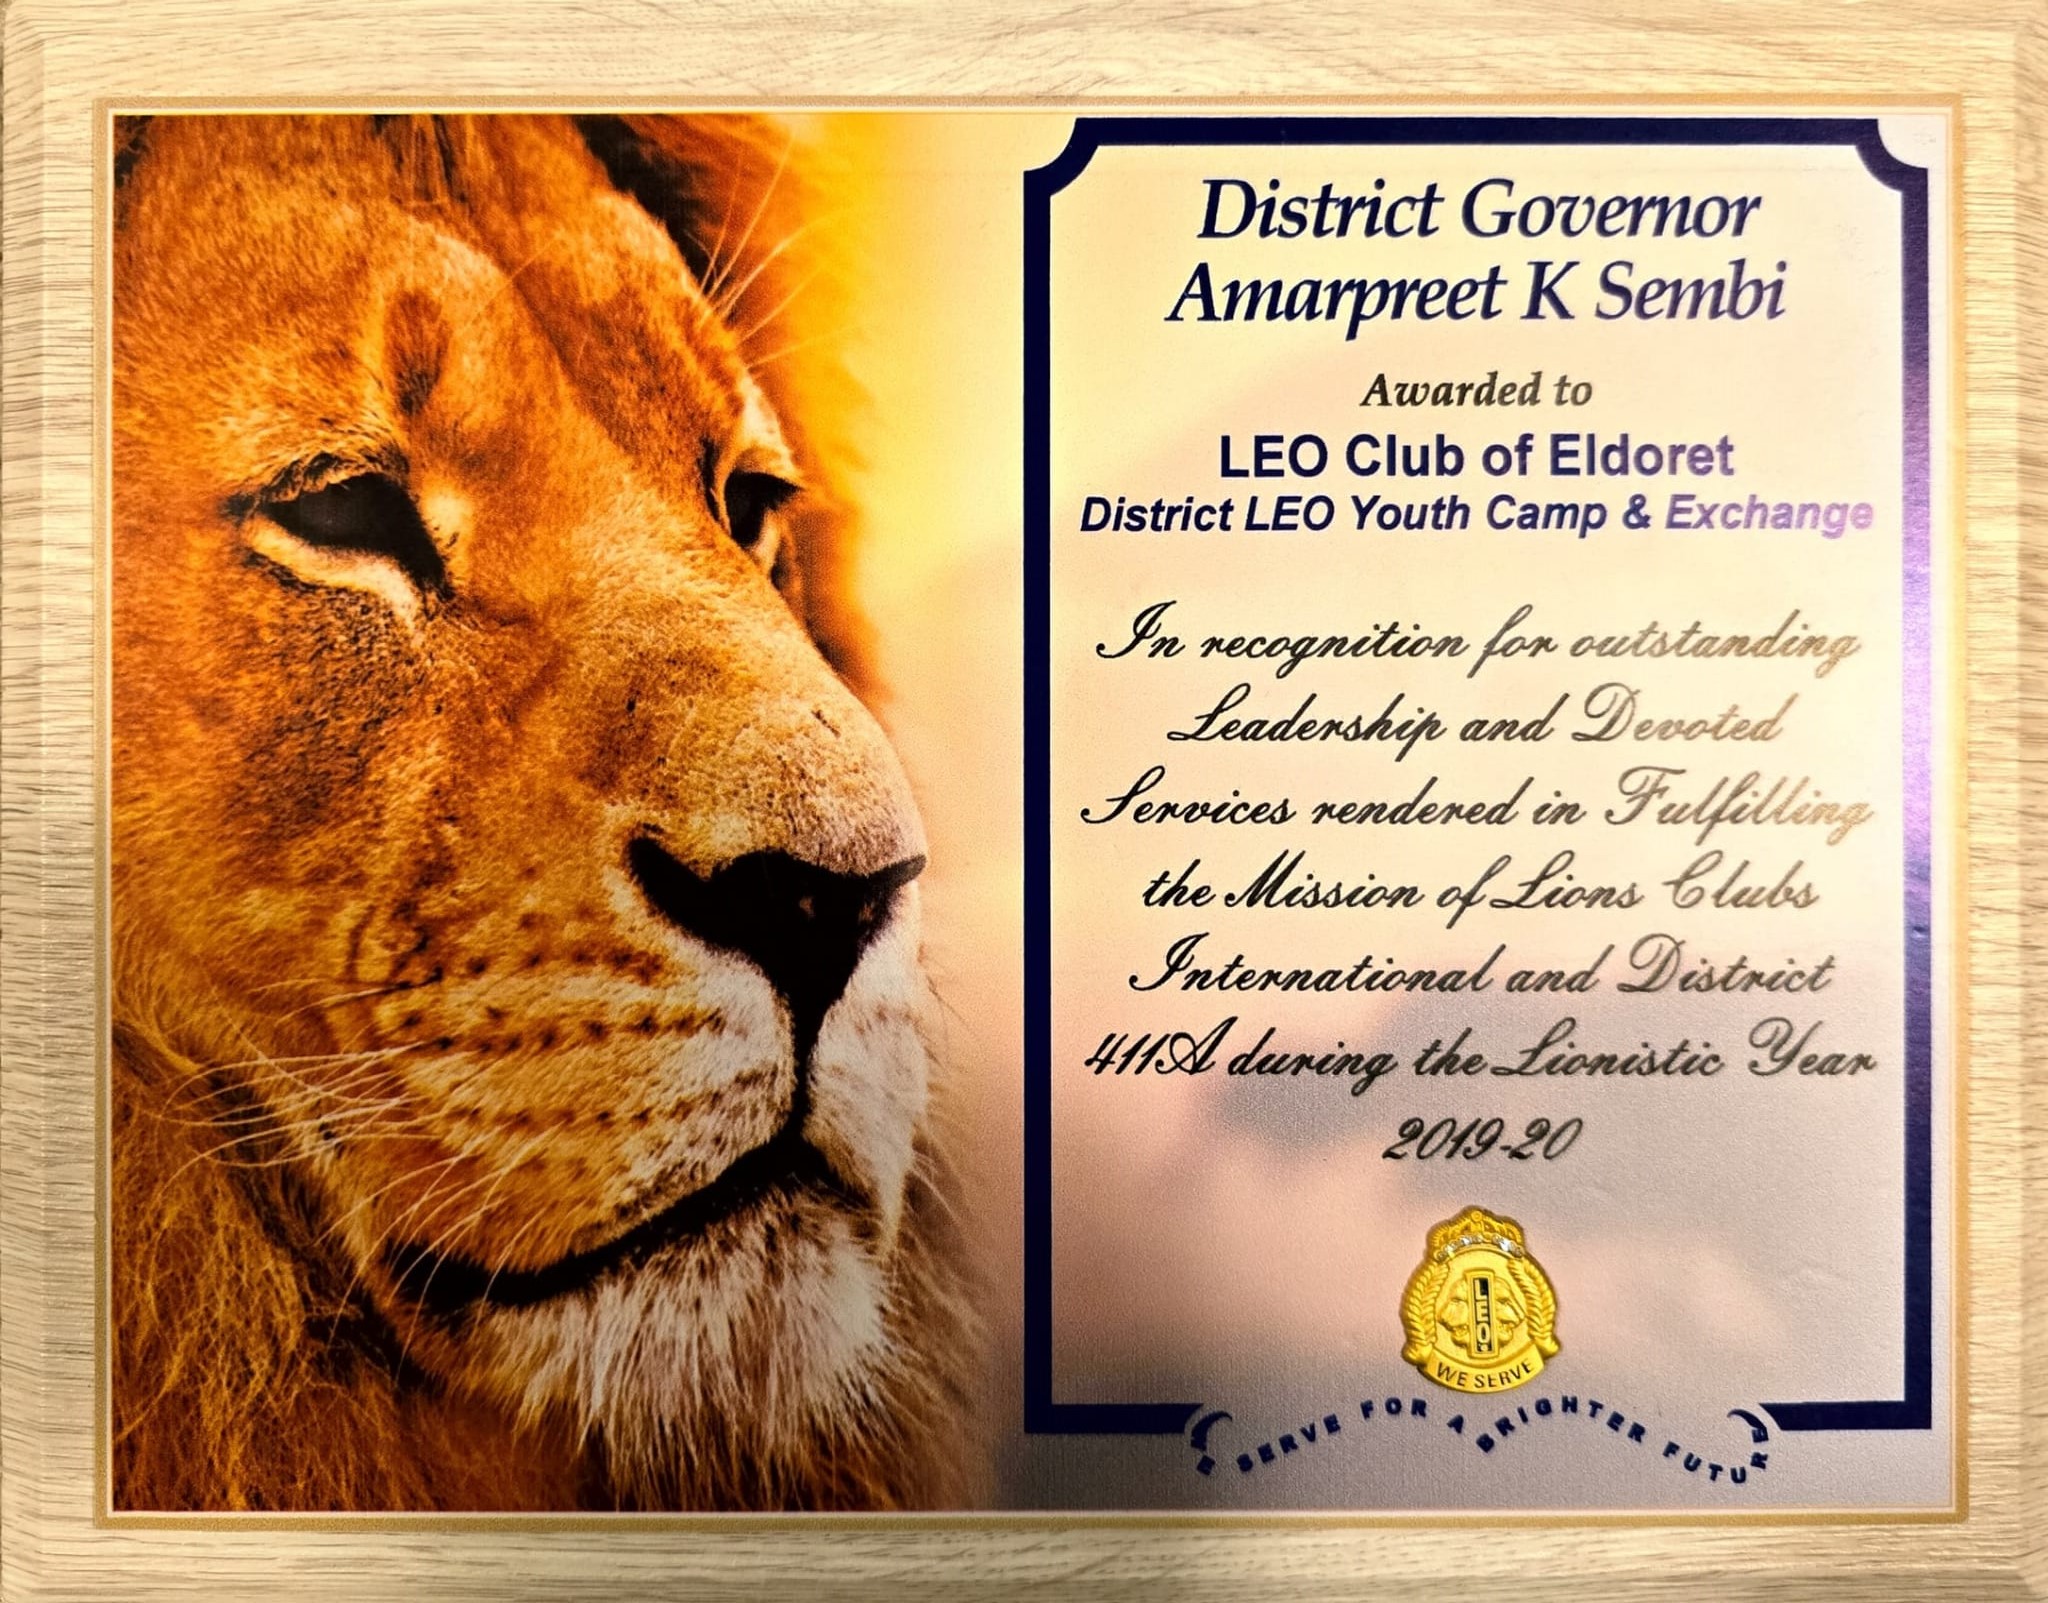 District Governor
Amarpreet K Sembi
Awarded to
LEO Club of Eldoret
District LEO Youth Camp & Exchange
In recognition for outstanding
Leadership and Devoted
Services rendered in Fulfilling
the Mission of Lions Clubs
International and District
411A during the Lionistic Year
2019-20
LEO
WE SERVE
WE SERVE FOR A BRIGHTER FUTURE